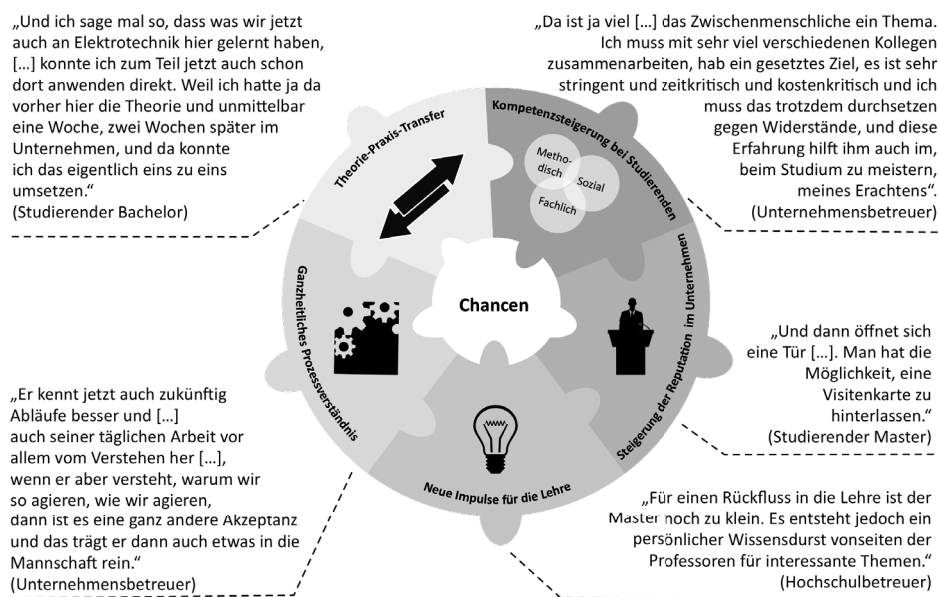 „Und ich sage mal so, dass was wir jetzt
auch an Elektrotechnik hier gelernt haben,
[…] konnte ich zum Teil jetzt auch schon
dort anwenden direkt. Weil ich hatte ja da
vorher hier die Theorie und unmittelbar
eine Woche, zwei Wochen später im
Unternehmen, und da konnte
ich das eigentlich eins zu eins
umsetzen.“
(Studierender Bachelor)
„Da ist ja viel […] das Zwischenmenschliche ein Thema.
Ich muss mit sehr viel verschiedenen Kollegen
zusammenarbeiten, hab ein gesetztes Ziel, es ist sehr
stringent und zeitkritisch und kostenkritisch und ich
muss das trotzdem durchsetzen
gegen Widerstände, und diese
Erfahrung hilft ihm auch im,
beim Studium zu meistern,
meines Erachtens“.
(Unternehmensbetreuer)
Theorie-Praxis-Transfer
Kompetenzsteigerung bei Studierenden
Metho-
disch
Sozial
Fachlich
Chancen
Ganzheitliches Prozessverständnis
Steigerung der Reputation im Unternehmen
Neue Impulse für die Lehre
„Und dann öffnet sich
eine Tür […]. Man hat die
Möglichkeit, eine
Visitenkarte zu
hinterlassen.“
(Studierender Master)
„Er kennt jetzt auch zukünftig
Abläufe besser und […]
auch seiner täglichen Arbeit vor
allem vom Verstehen her […],
wenn er aber versteht, warum wir
so agieren, wie wir agieren,
dann ist es eine ganz andere Akzeptanz
und das trägt er dann auch etwas in die
Mannschaft rein.“
(Unternehmensbetreuer)
„Für einen Rückfluss in die Lehre ist der
Master noch zu klein. Es entsteht jedoch ein
persönlicher Wissensdurst vonseiten der
Professoren für interessante Themen.“
(Hochschulbetreuer)